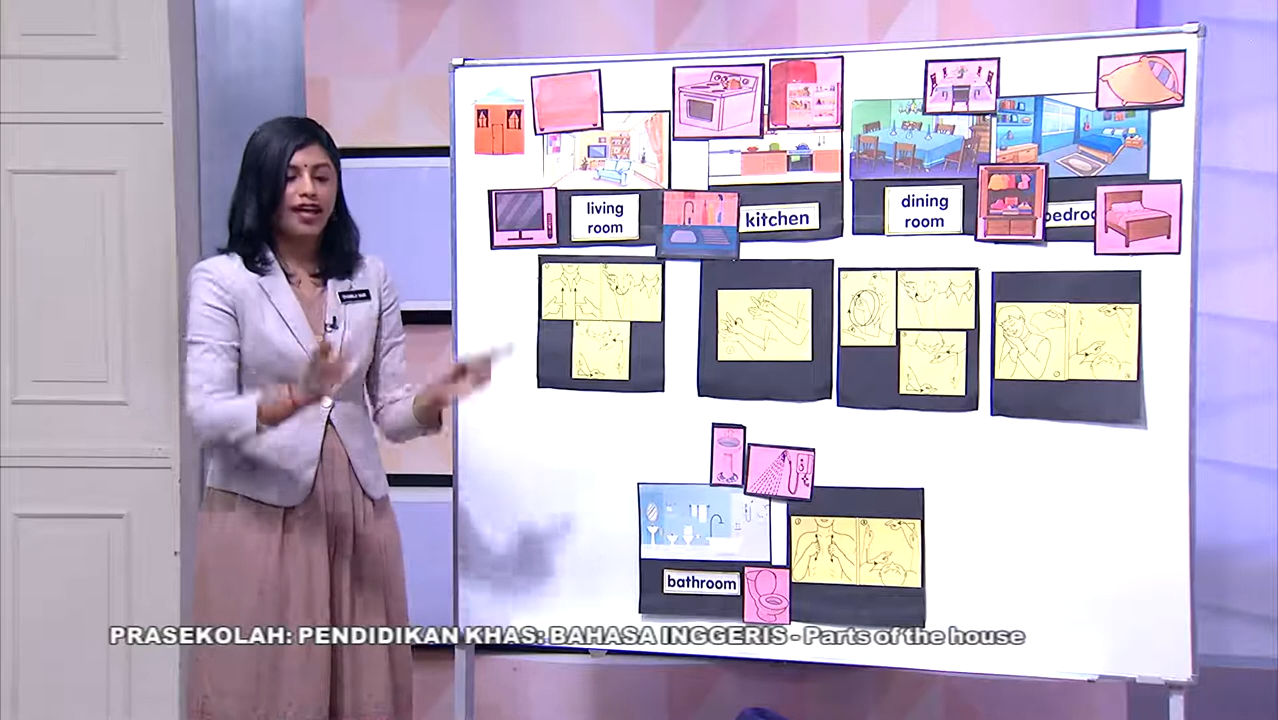 living
room
kitchen
dining
room
bathroom
PRASEKOLAH: PENDIDIKAN KHAS: BAHASA INGGERIS - Parts of the house